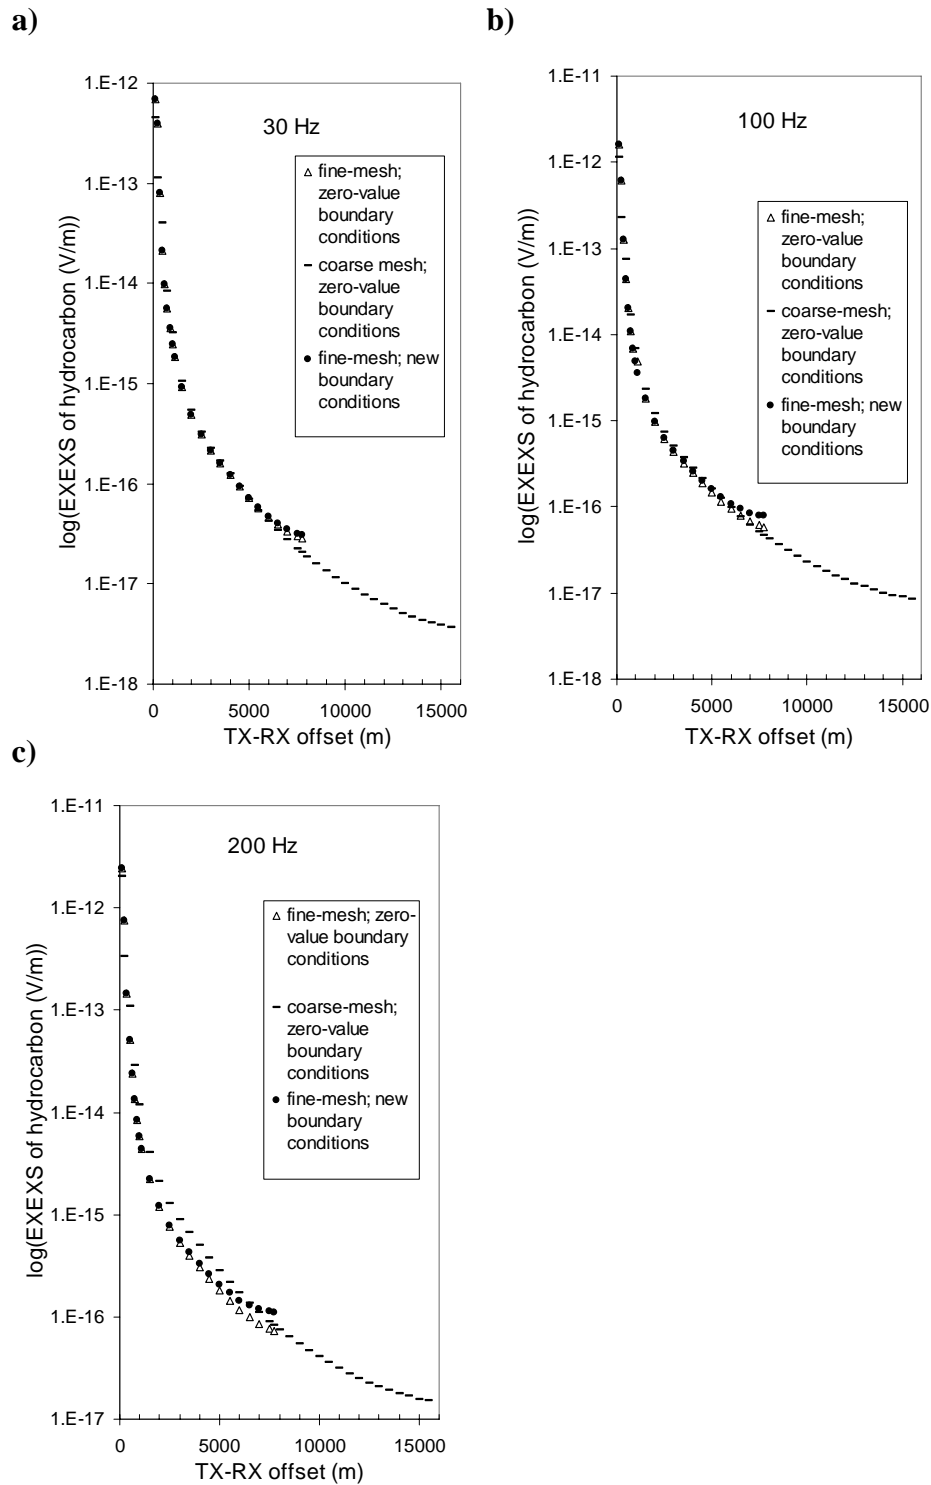 a)
1.E-12
1.E-13
1.E-14
1.E-15
1.E-16
1.E-17
1.E-18
log(EXEXS of hydrocarbon (V/m))
30 Hz
fine-mesh;
zero-value
boundary
conditions
coarse mesh;
zero-value
boundary
conditions
fine-mesh; new
boundary
conditions
0 5000 10000 15000
TX-RX offset (m)
b)
1.E-11
1.E-12
1.E-13
1.E-14
1.E-15
1.E-16
1.E-17
1.E-18
log(EXEXS of hydrocarbon (V/m))
100 Hz
fine-mesh;
zero-value
boundary
conditions
coarse-mesh;
zero-value
boundary
conditions
fine-mesh; new
boundary
conditions
0 5000 10000 15000
TX-RX offset (m)
c)
1.E-11
1.E-12
1.E-13
1.E-14
1.E-15
1.E-16
1.E-17
log(EXEXS of hydrocarbon (V/m))
200 Hz
fine-mesh; zero-
value boundary
conditions
coarse-mesh;
zero-value
boundary
conditions
fine-mesh; new
boundary
conditions
0 5000 10000 15000
TX-RX offset (m)